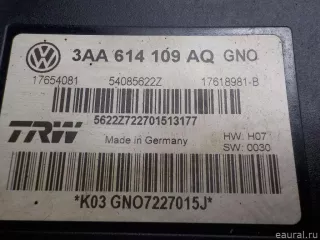 3AA 614 109 AQ GNO
17654081 54085622Z 17618981-B
5622Z722701513177
TRW Made in Germany HW: H07
SW: 0030
*K03 GNO7227015J*
eaural.ru